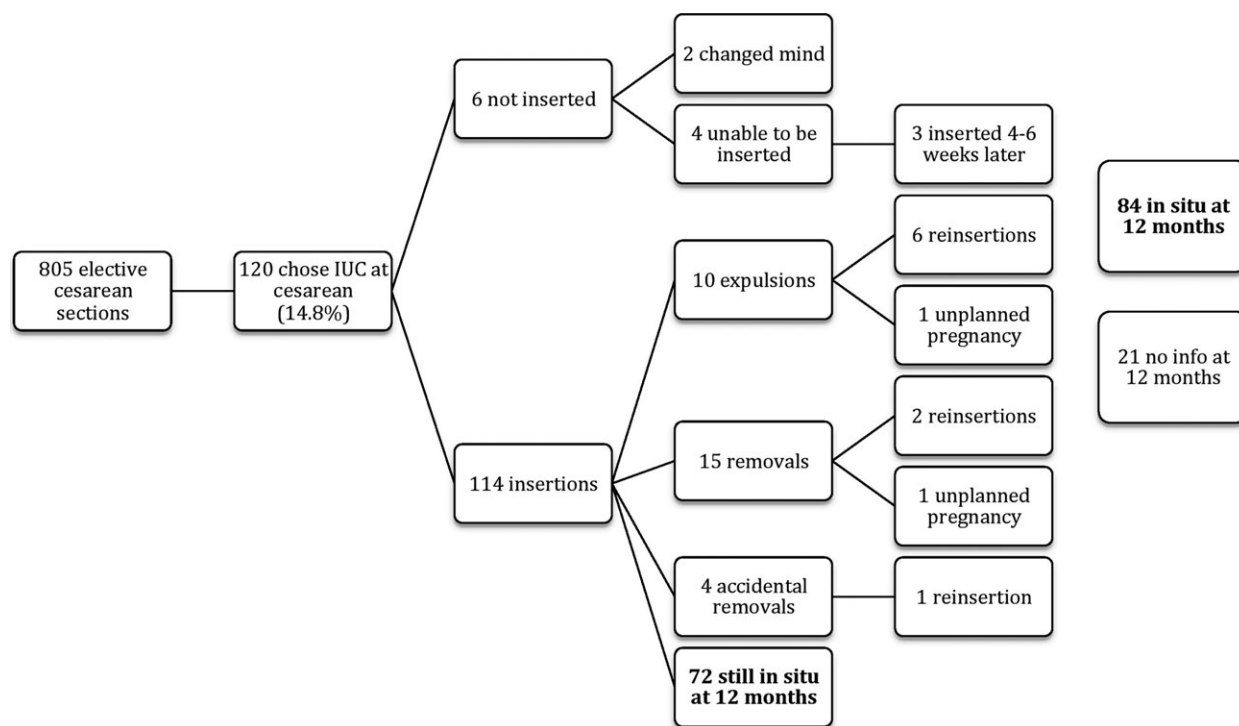 805 elective
cesarean
sections
120 chose IUC at
cesarean
(14.8%)
6 not inserted
2 changed mind
4 unable to be
inserted
3 inserted 4-6
weeks later
114 insertions
10 expulsions
6 reinsertions
1 unplanned
pregnancy
15 removals
2 reinsertions
1 unplanned
pregnancy
4 accidental
removals
1 reinsertion
72 still in situ
at 12 months
84 in situ at
12 months
21 no info at
12 months